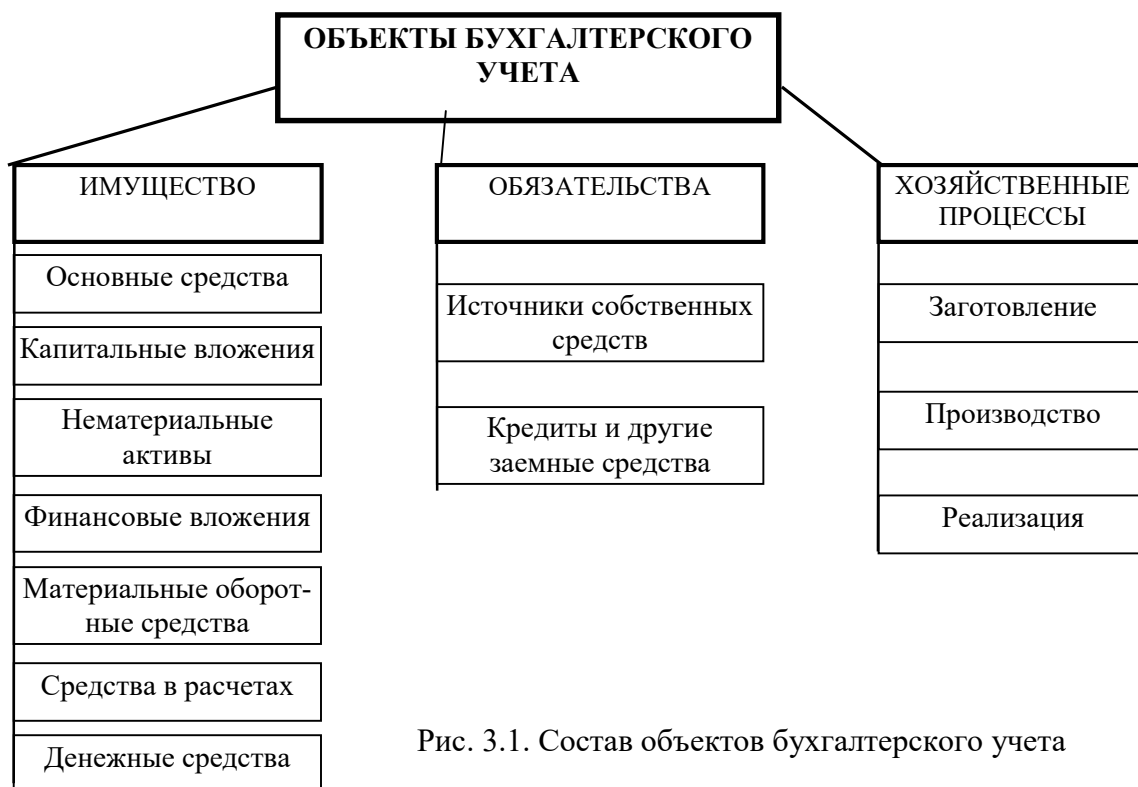 ОБЪЕКТЫ БУХГАЛТЕРСКОГО
УЧЕТА
ИМУЩЕСТВО
Основные средства
Капитальные вложения
Нематериальные
активы
Финансовые вложения
Материальные оборот-
ные средства
Средства в расчетах
Денежные средства
ОБЯЗАТЕЛЬСТВА
Источники собственных
средств
Кредиты и другие
заемные средства
ХОЗЯЙСТВЕННЫЕ
ПРОЦЕССЫ
Заготовление
Производство
Реализация
Рис. 3.1. Состав объектов бухгалтерского учета